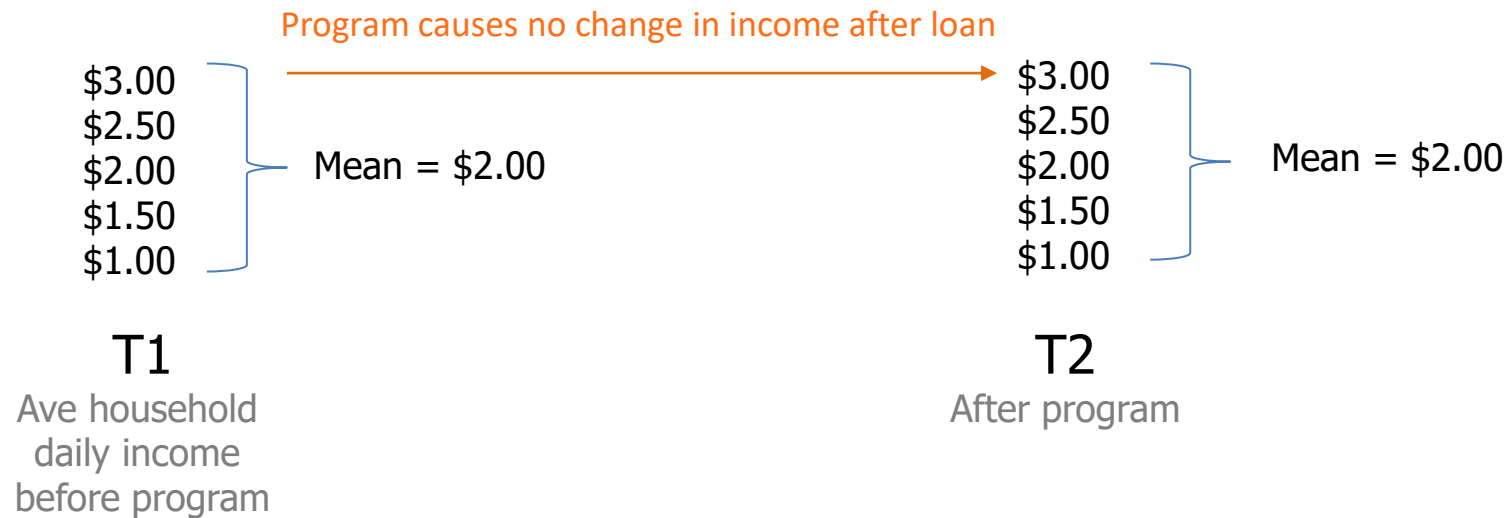 Program causes no change in income after loan
$3.00
$2.50
$2.00
$1.50
$1.00
Mean = $2.00
$3.00
$2.50
$2.00
$1.50
$1.00
Mean = $2.00
T1
Ave household
daily income
before program
T2
After program